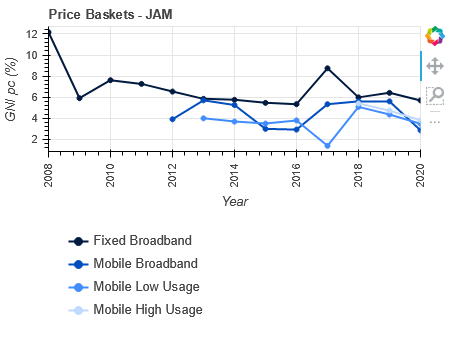 Price Baskets - JAM
12
10
8
6
4
2
GNI pc (%)
2008
2010
2012
2014
2016
2018
2020
Year
Fixed Broadband
Mobile Broadband
Mobile Low Usage
Mobile High Usage